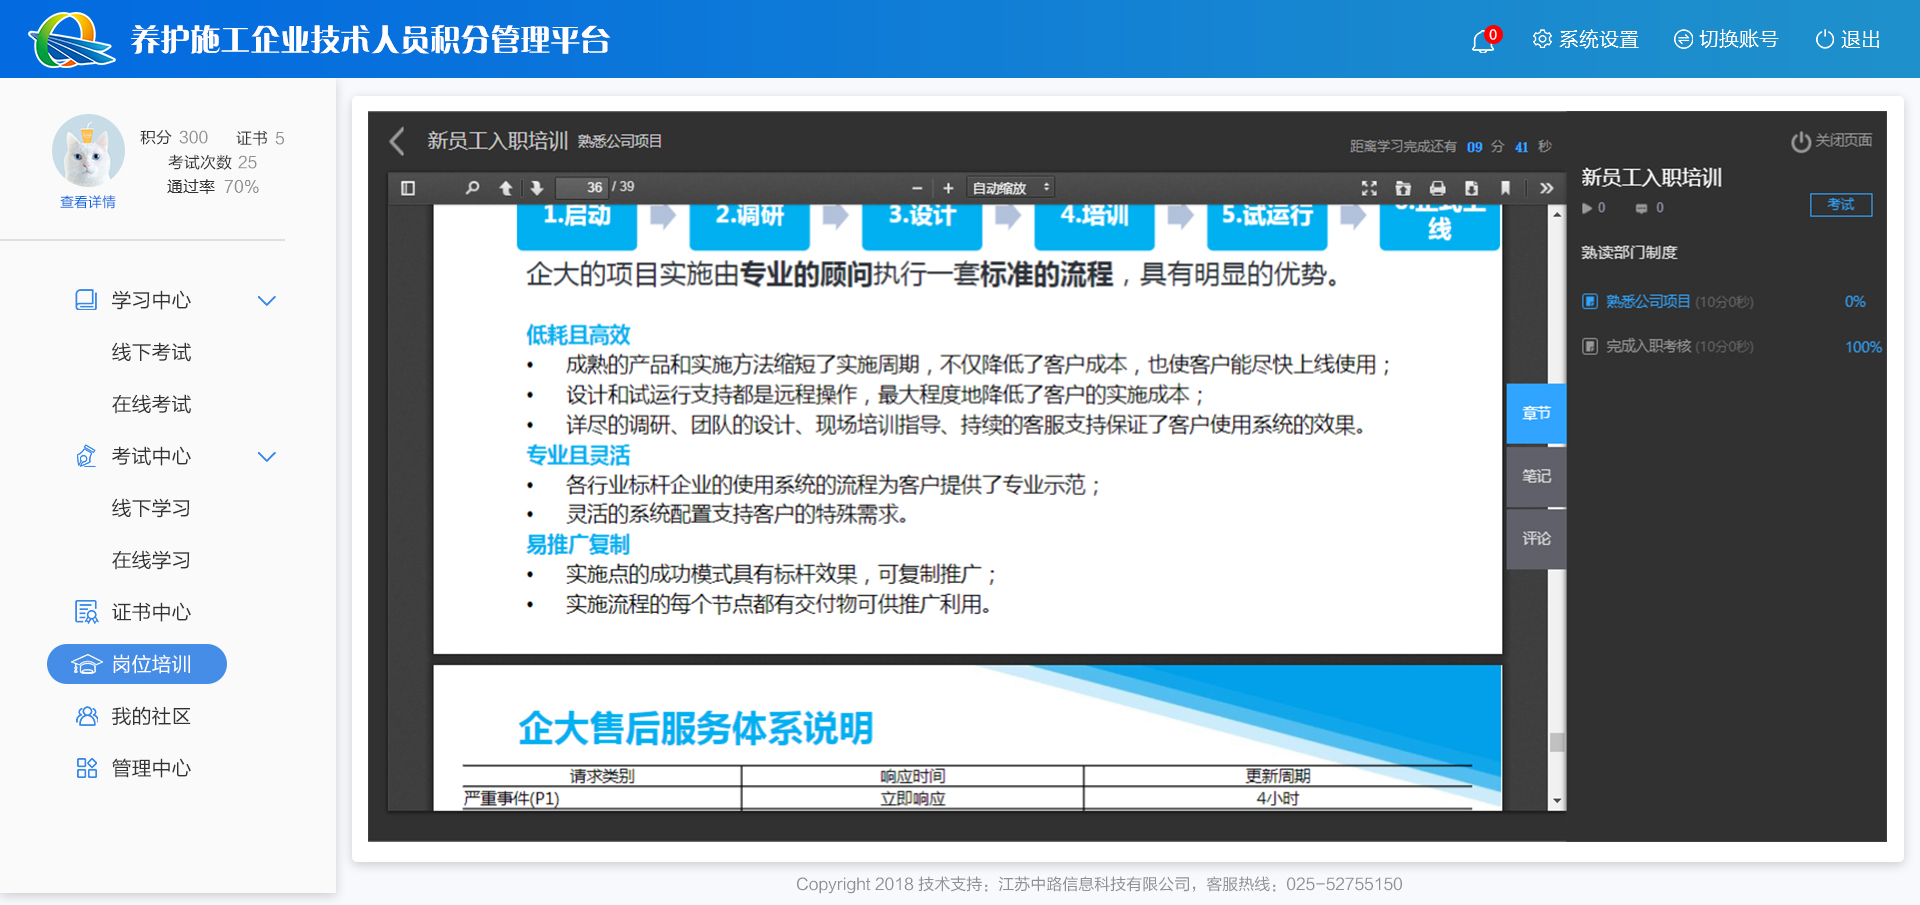 养护施工企业技术人员积分管理平台
0
系统设置
切换账号
退出
积分 300 证书 5
考试次数 25
通过率 70%
查看详情
学习中心
线下考试
在线考试
考试中心
线下学习
在线学习
证书中心
岗位培训
我的社区
管理中心
新员工入职培训 熟悉公司项目
距离学习完成还有 09 分 41 秒
36 / 39
自动缩放
1.启动
2.调研
3.设计
4.培训
5.试运行
线
企大的项目实施由专业的顾问执行一套标准的流程，具有明显的优势。
低耗且高效
• 成熟的产品和实施方法缩短了实施周期，不仅降低了客户成本，也使客户能尽快上线使用；
• 设计和试运行支持都是远程操作，最大程度地降低了客户的实施成本；
• 详尽的调研、团队的设计、现场培训指导、持续的客服支持保证了客户使用系统的效果。
专业且灵活
• 各行业标杆企业的使用系统的流程为客户提供了专业示范；
• 灵活的系统配置支持客户的特殊需求。
易推广复制
• 实施点的成功模式具有标杆效果，可复制推广；
• 实施流程的每个节点都有交付物可供推广利用。
企大售后服务体系说明
请求类别 响应时间 更新周期
严重事件(P1) 立即响应 4小时
章节
笔记
评论
关闭页面
新员工入职培训
0 0
考试
熟读部门制度
熟悉公司项目 (10分0秒) 0%
完成入职考核 (10分0秒) 100%
Copyright 2018 技术支持：江苏中路信息科技有限公司，客服热线：025-52755150